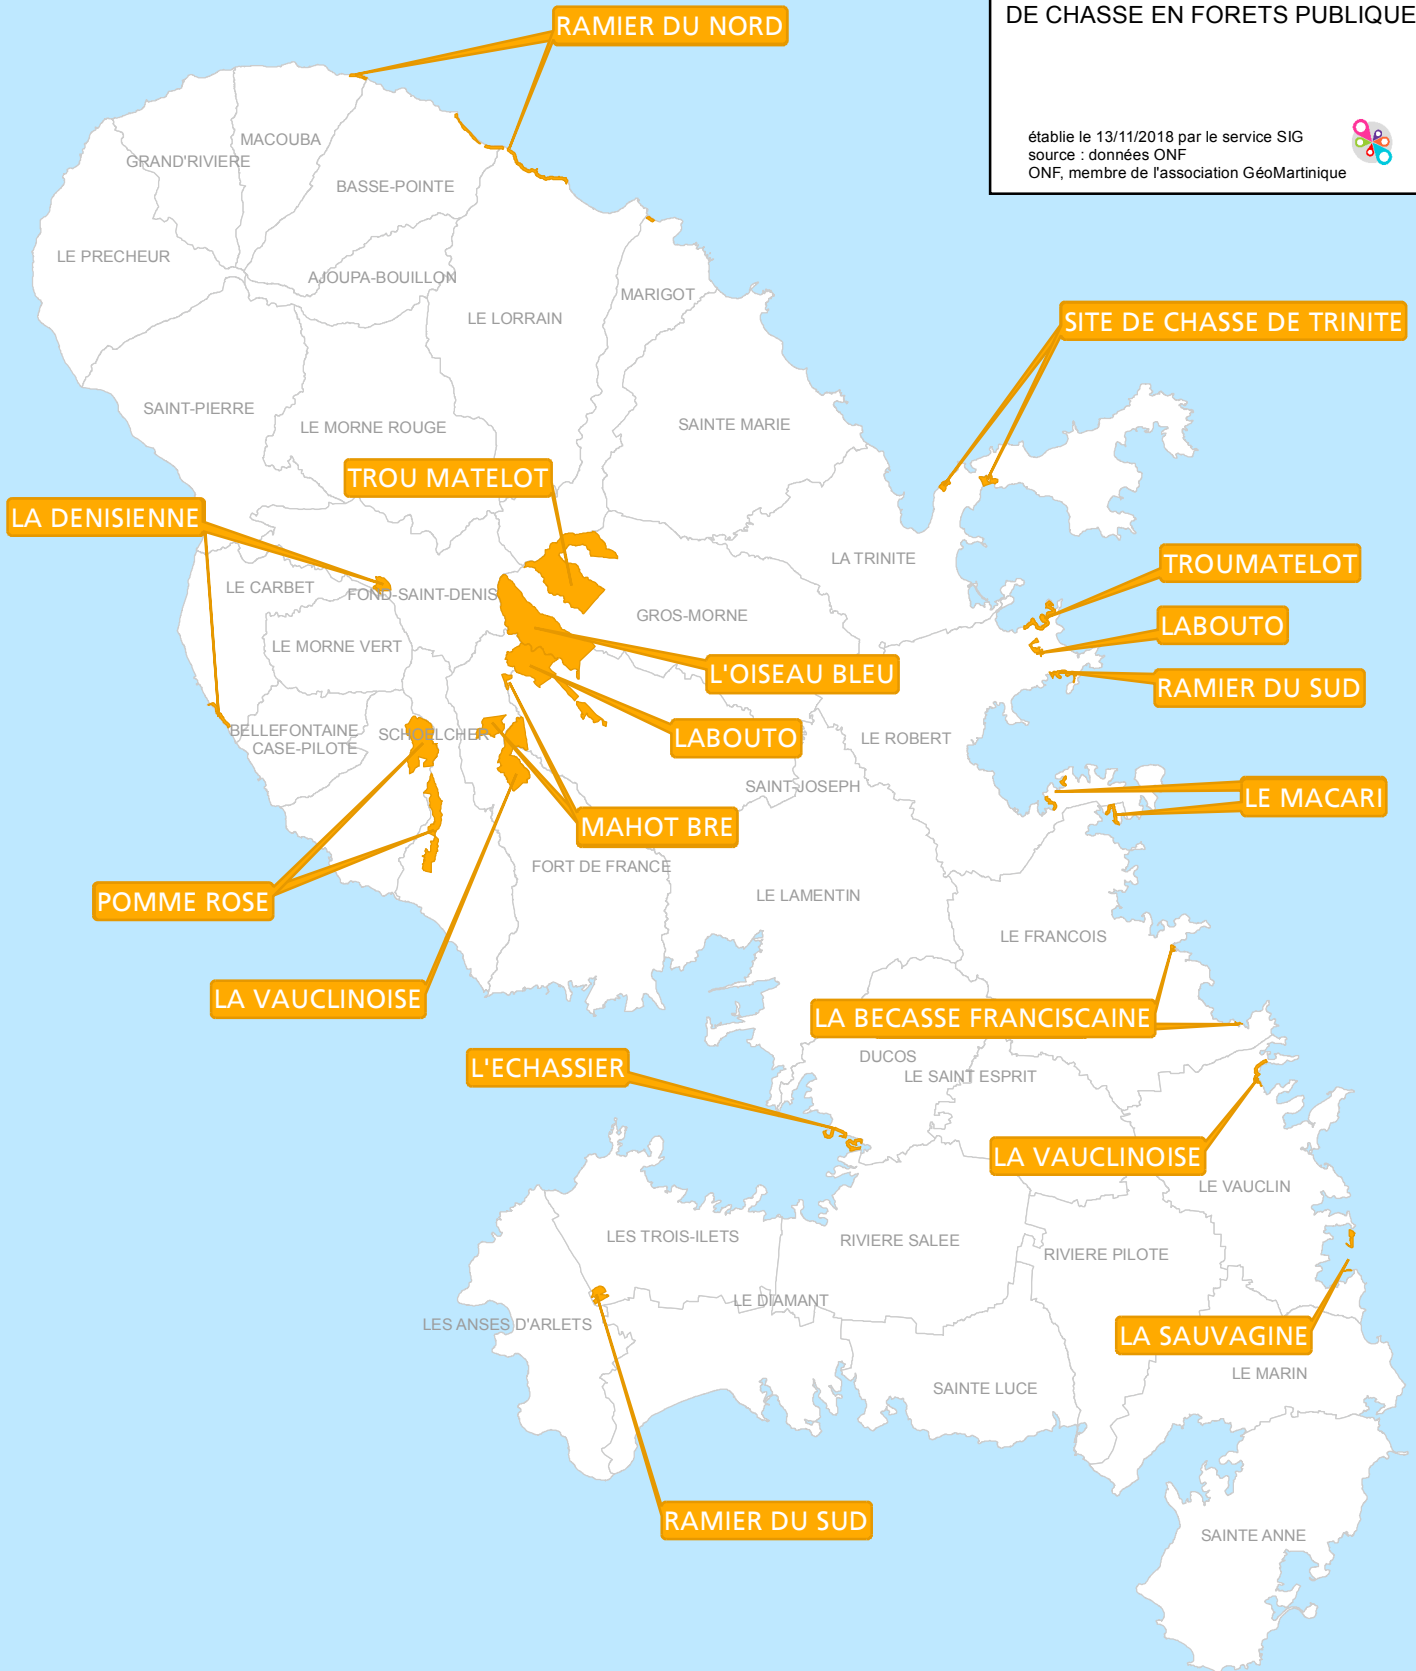 RAMIER DU NORD
DE CHASSE EN FORETS PUBLIQUE
établie le 13/11/2018 par le service SIG
source : données ONF
ONF, membre de l'association GéoMartinique
MACOUBA
GRAND'RIVIERE
BASSE-POINTE
LE PRECHEUR
AJOUPA-BOUILLON
MARIGOT
LE LORRAIN
SITE DE CHASSE DE TRINITE
SAINT-PIERRE
LE MORNE ROUGE
SAINTE MARIE
TROU MATELOT
LA DENISIENNE
LA TRINITE
TROUMATELOT
LE CARBET
FOND-SAINT-DENIS
GROS-MORNE
LABOUTO
LE MORNE VERT
L'OISEAU BLEU
RAMIER DU SUD
BELLEFONTAINE
CASE-PILOTE
SCHOELCHER
LABOUTO
LE ROBERT
SAINT-JOSEPH
LE MACARI
MAHOT BRE
FORT DE FRANCE
POMME ROSE
LE LAMENTIN
LE FRANCOIS
LA VAUCLINOISE
LA BECASSE FRANCISCAINE
L'ECHASSIER
DUCOS
LE SAINT ESPRIT
LA VAUCLINOISE
LE VAUCLIN
LES TROIS-ILETS
RIVIERE SALEE
RIVIERE PILOTE
LE DIAMANT
LES ANSES D'ARLETS
LA SAUVAGINE
LE MARIN
SAINTE LUCE
RAMIER DU SUD
SAINTE ANNE